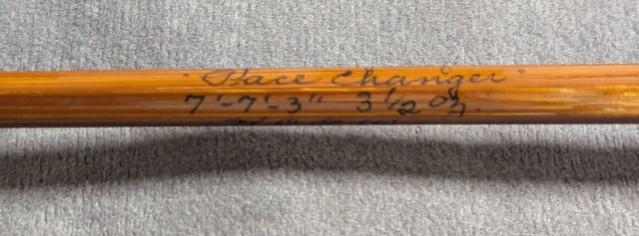 "Pace Changer"
7'-7'-3" 3 1/2 oz.